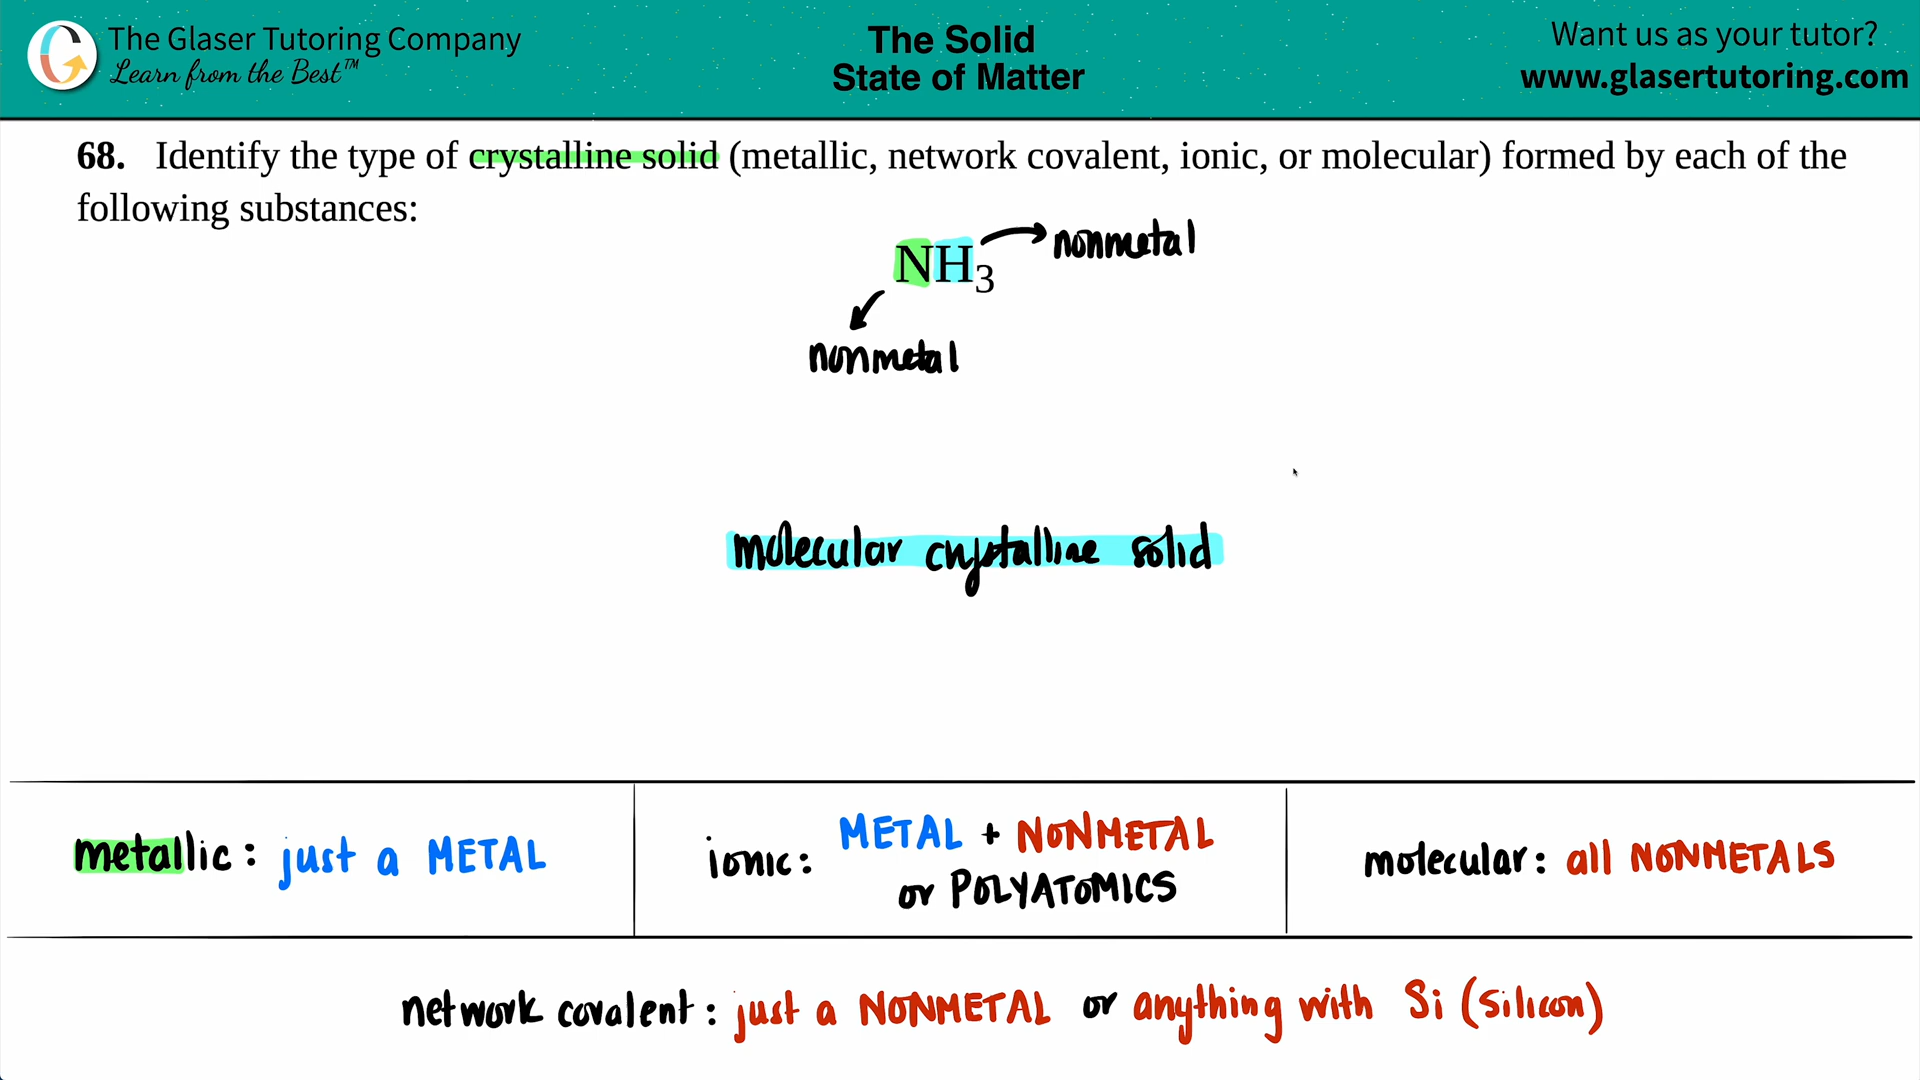 The Glaser Tutoring Company
Learn from the Best™
The Solid
State of Matter
Want us as your tutor?
www.glasertutoring.com
68. Identify the type of crystalline solid (metallic, network covalent, ionic, or molecular) formed by each of the
following substances:
NH₃
nonmetal
nonmetal
molecular crystalline solid
metallic: just a METAL
ionic: METAL + NONMETAL
or POLYATOMICS
molecular: all NONMETALS
network covalent: just a NONMETAL or anything with Si (silicon)